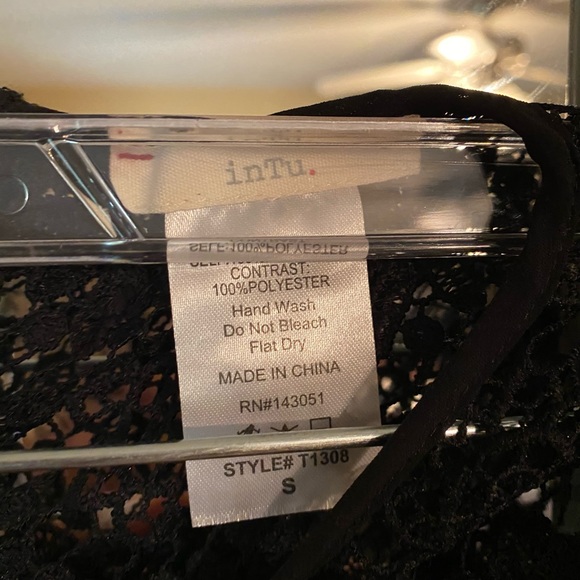 inTu.
SELF:100%POLYESTER
CONTRAST:
100%POLYESTER
Hand Wash
Do Not Bleach
Flat Dry
MADE IN CHINA
RN#143051
STYLE# T1308
S